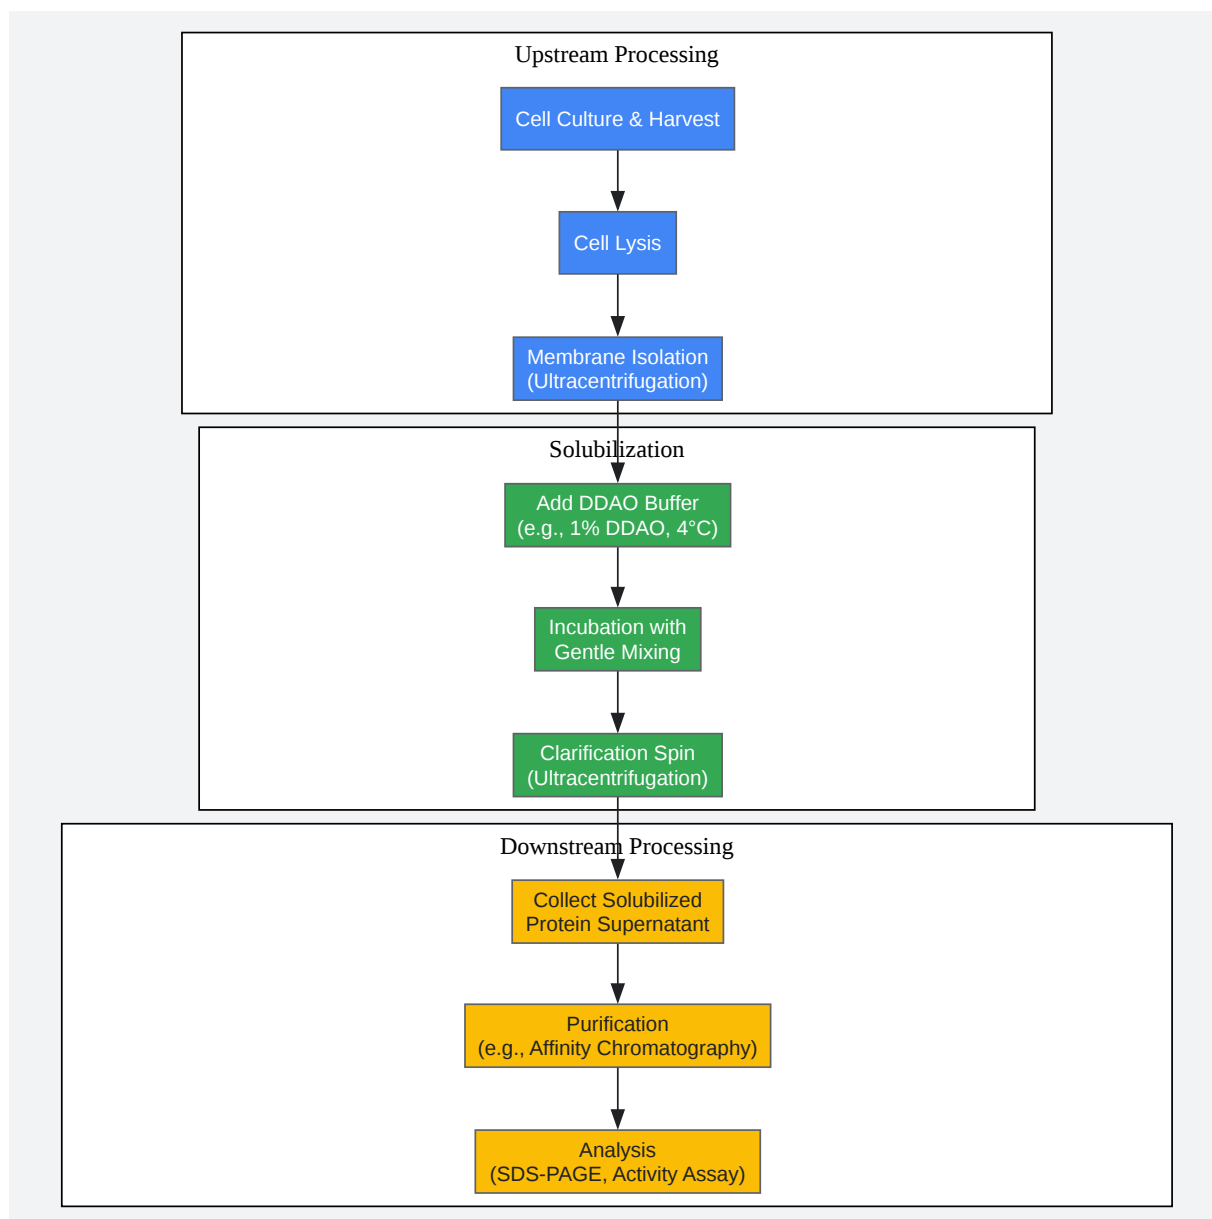 Upstream Processing
Cell Culture & Harvest
Cell Lysis
Membrane Isolation
(Ultracentrifugation)
Solubilization
Add DDAO Buffer
(e.g., 1% DDAO, 4°C)
Incubation with
Gentle Mixing
Clarification Spin
(Ultracentrifugation)
Downstream Processing
Collect Solubilized
Protein Supernatant
Purification
(e.g., Affinity Chromatography)
Analysis
(SDS-PAGE, Activity Assay)